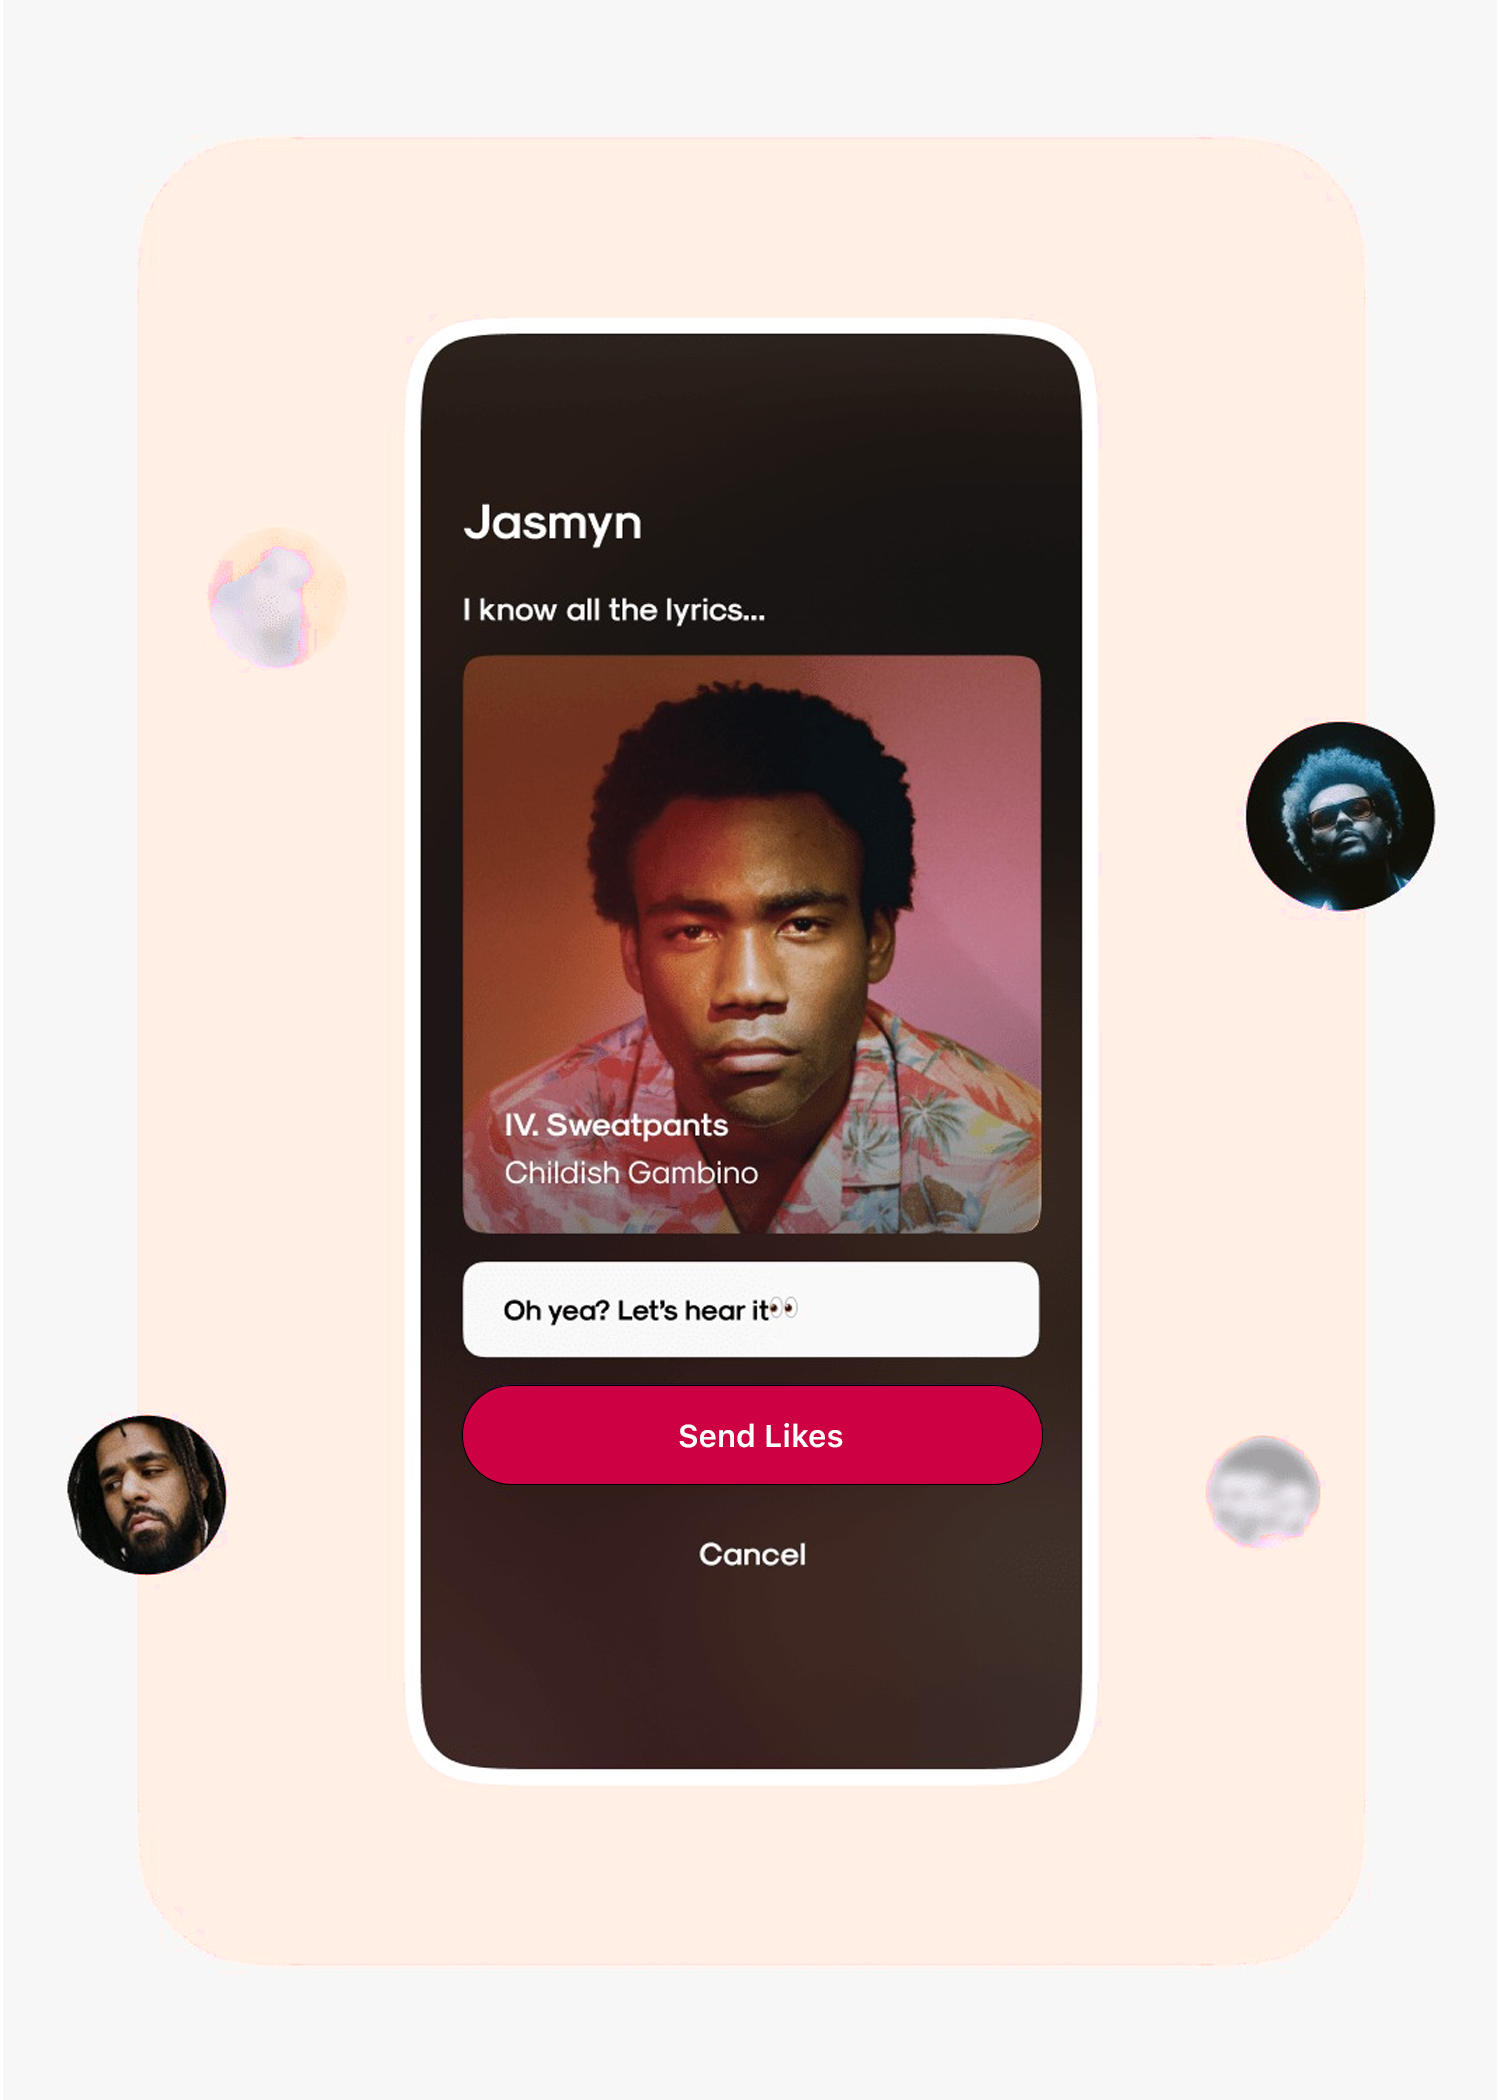 Jasmyn
I know all the lyrics...
IV. Sweatpants
Childish Gambino
Oh yea? Let's hear it👀
Send Likes
Cancel